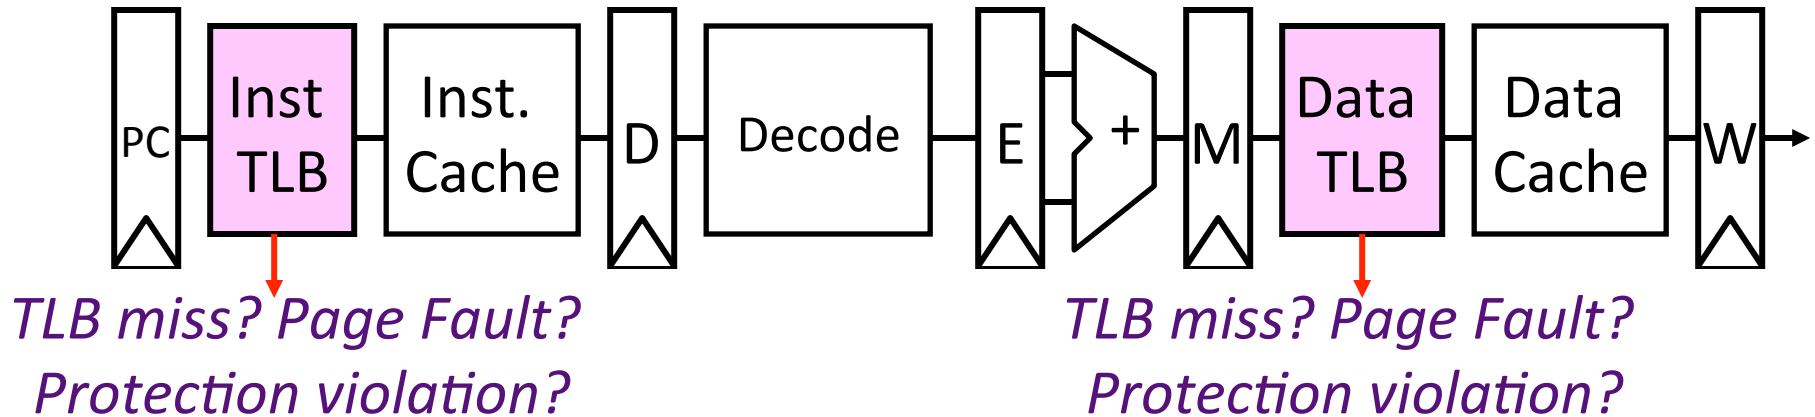 PC
Inst
TLB
Inst.
Cache
D
Decode
E
+
M
Data
TLB
Data
Cache
W
TLB miss? Page Fault?
Protection violation?
TLB miss? Page Fault?
Protection violation?